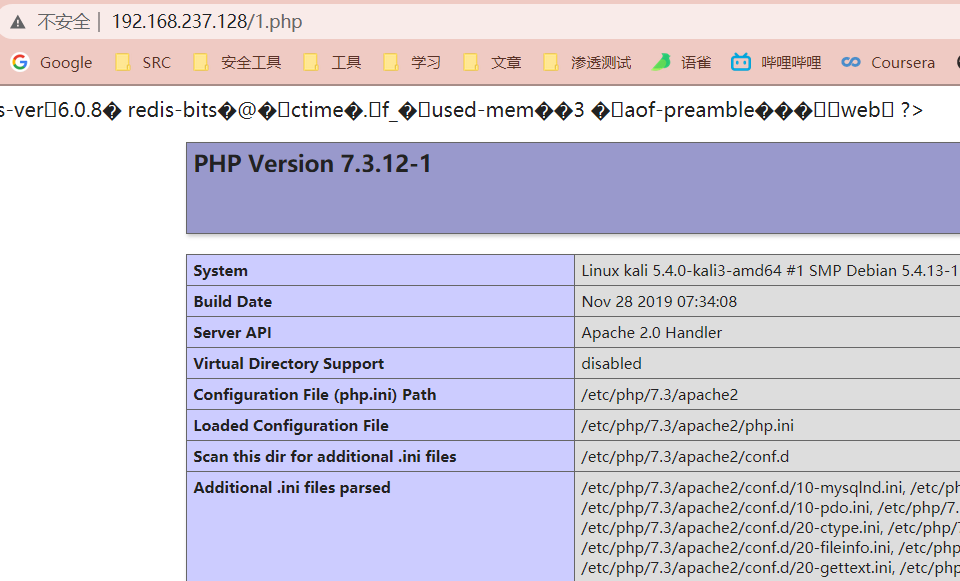 不安全 | 192.168.237.128/1.php
Google SRC 安全工具 工具 学习 文章 渗透测试 语雀 哔哩哔哩 Coursera
s-ver▯6.0.8� redis-bits�@�▯ctime�.▯f_�▯used-mem��3 �▯aof-preamble���▯▯web▯ ?>
PHP Version 7.3.12-1
System Linux kali 5.4.0-kali3-amd64 #1 SMP Debian 5.4.13-1
Build Date Nov 28 2019 07:34:08
Server API Apache 2.0 Handler
Virtual Directory Support disabled
Configuration File (php.ini) Path /etc/php/7.3/apache2
Loaded Configuration File /etc/php/7.3/apache2/php.ini
Scan this dir for additional .ini files /etc/php/7.3/apache2/conf.d
Additional .ini files parsed /etc/php/7.3/apache2/conf.d/10-mysqlnd.ini, /etc/ph
/etc/php/7.3/apache2/conf.d/10-pdo.ini, /etc/php/7.
/etc/php/7.3/apache2/conf.d/20-ctype.ini, /etc/php/7
/etc/php/7.3/apache2/conf.d/20-fileinfo.ini, /etc/php
/etc/php/7.3/apache2/conf.d/20-gettext.ini, /etc/php